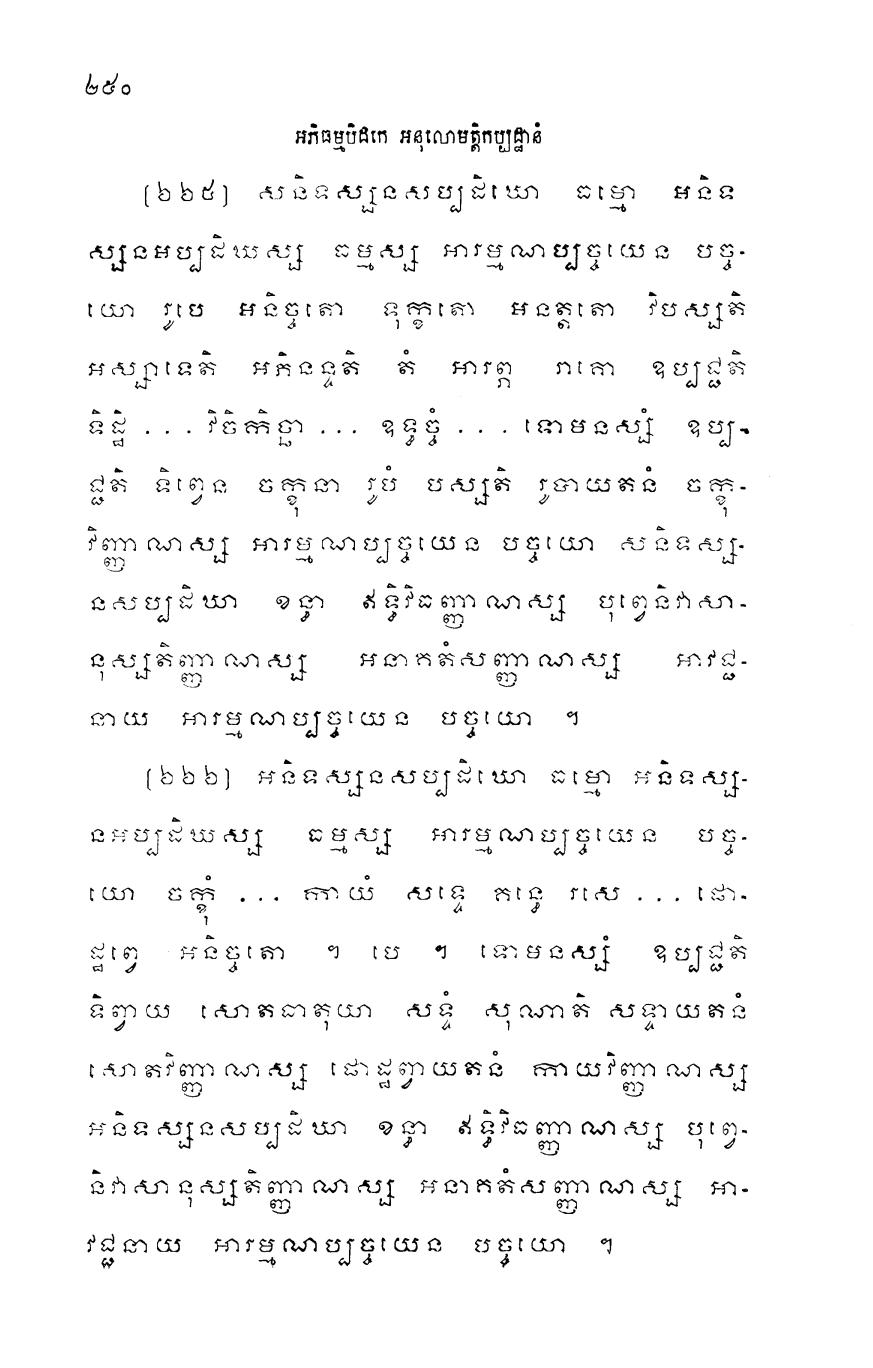 ២៥០
អភិធម្មបិដកេ អនុលោមត្តិកប្បដ្ឋានំ
[២២៥] សនិទស្សនសប្បដិឃោ ធម្មោ អនិទ
ស្សនអប្បដិឃស្ស ធម្មស្ស អារម្មណប្បច្ចយេន បច្ច-
យោ រូបេ អនិច្ចតោ ទុក្ខតោ អនត្តតោ វិបស្សតិ
អស្សាទេតិ អភិនន្ទតិ តំ អារព្ភ រាគោ ឧប្បជ្ជតិ
ទិដ្ឋិ ... វិចិកិច្ឆា ... ឧទ្ធច្ចំ ... ទោមនស្សំ ឧប្ប-
ជ្ជតិ ទិព្វេន ចក្ខុនា រូបំ បស្សតិ រូបាយតនំ ចក្ខុ-
វិញ្ញាណស្ស អារម្មណប្បច្ចយេន បច្ចយោ សនិទស្ស-
នសប្បដិឃា ខន្ធា ឥទ្ធិវិធញ្ញាណស្ស បុព្វេនិវាសា-
នុស្សតិញ្ញាណស្ស អនាគតំសញ្ញាណស្ស អាវជ្ជ-
នាយ អារម្មណប្បច្ចយេន បច្ចយោ ។
[២២៦] អនិទស្សនសប្បដិឃោ ធម្មោ អនិទស្ស-
នអប្បដិឃស្ស ធម្មស្ស អារម្មណប្បច្ចយេន បច្ច-
យោ ចក្ខុំ ... កាយំ សទ្ទេ គន្ធេ រសេ ... ផោ-
ដ្ឋព្វេ អនិច្ចតោ ។ បេ ។ ទោមនស្សំ ឧប្បជ្ជតិ
ទិព្វាយ សោតធាតុយា សទ្ទំ សុណាតិ សទ្ទាយតនំ
សោតវិញ្ញាណស្ស ផោដ្ឋព្វាយតនំ កាយវិញ្ញាណស្ស
អនិទស្សនសប្បដិឃា ខន្ធា ឥទ្ធិវិធញ្ញាណស្ស បុព្វេ-
និវាសានុស្សតិញ្ញាណស្ស អនាគតំសញ្ញាណស្ស អា-
វជ្ជនាយ អារម្មណប្បច្ចយេន បច្ចយោ ។